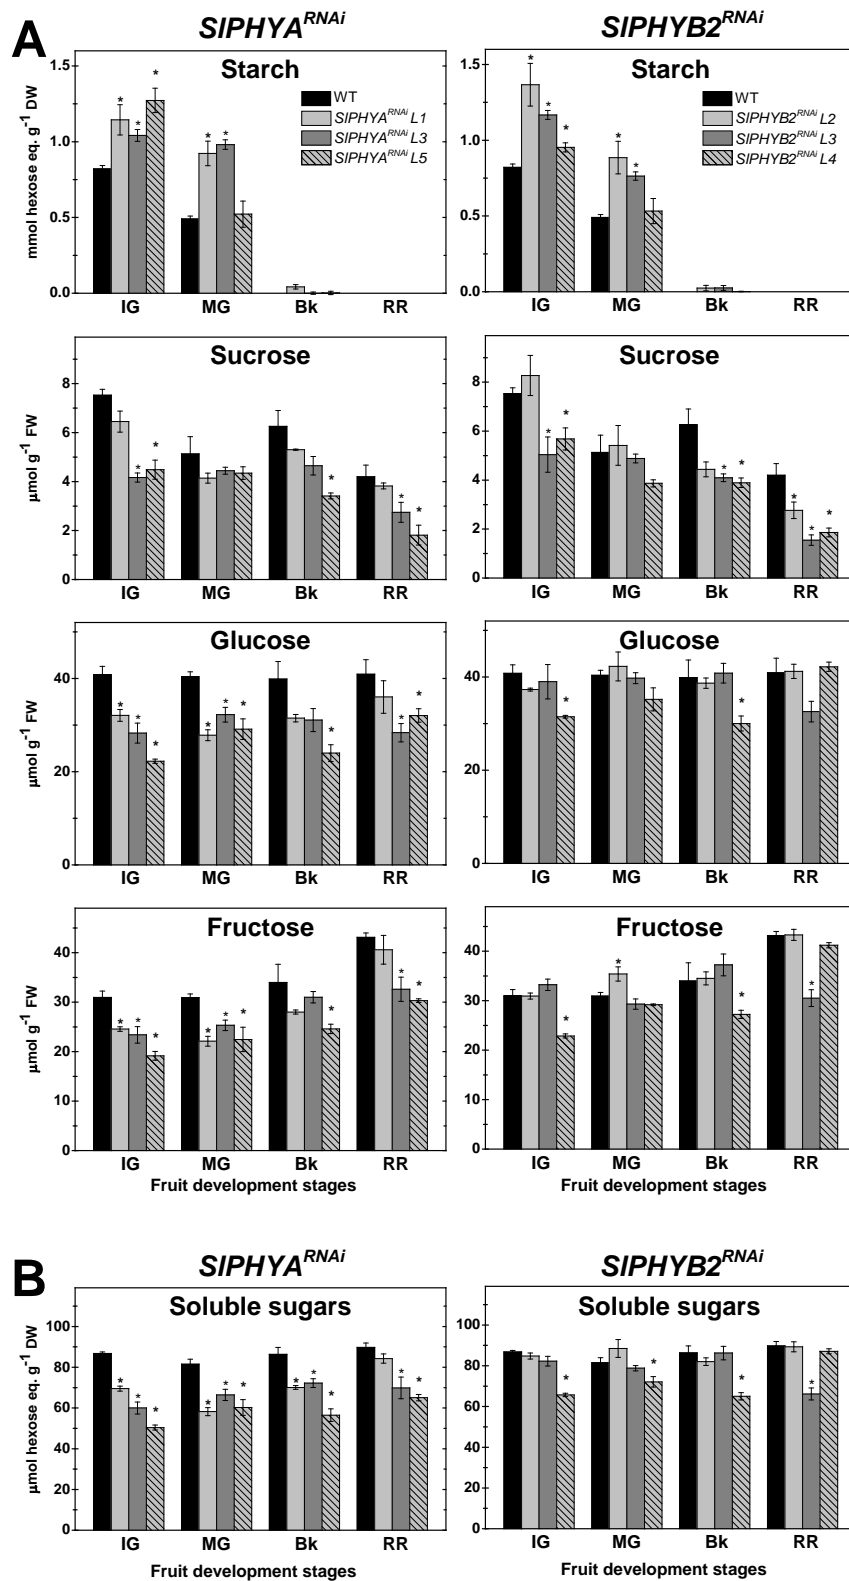 SlPHYA^RNAi
SlPHYB2^RNAi
A
Starch
WT
SlPHYA^RNAi L1
SlPHYA^RNAi L3
SlPHYA^RNAi L5
mmol hexose eq. g^-1 DW
1.5
1.0
0.5
0.0
* * * * *
IG MG Bk RR
Starch
WT
SlPHYB2^RNAi L2
SlPHYB2^RNAi L3
SlPHYB2^RNAi L4
1.5
1.0
0.5
0.0
* * * * *
IG MG Bk RR
Sucrose
µmol g^-1 FW
8
6
4
2
0
* * * * *
IG MG Bk RR
Sucrose
8
6
4
2
0
* * * * * * *
IG MG Bk RR
Glucose
µmol g^-1 FW
40
20
0
* * * * * * * * *
IG MG Bk RR
Glucose
40
20
0
* *
IG MG Bk RR
Fructose
µmol g^-1 FW
40
30
20
10
0
* * * * * * * * *
IG MG Bk RR
Fruit development stages
Fructose
40
30
20
10
0
* * * *
IG MG Bk RR
Fruit development stages
B
SlPHYA^RNAi
SlPHYB2^RNAi
Soluble sugars
µmol hexose eq. g^-1 DW
100
80
60
40
20
0
* * * * * * * * * * *
IG MG Bk RR
Fruit development stages
Soluble sugars
100
80
60
40
20
0
* * * *
IG MG Bk RR
Fruit development stages